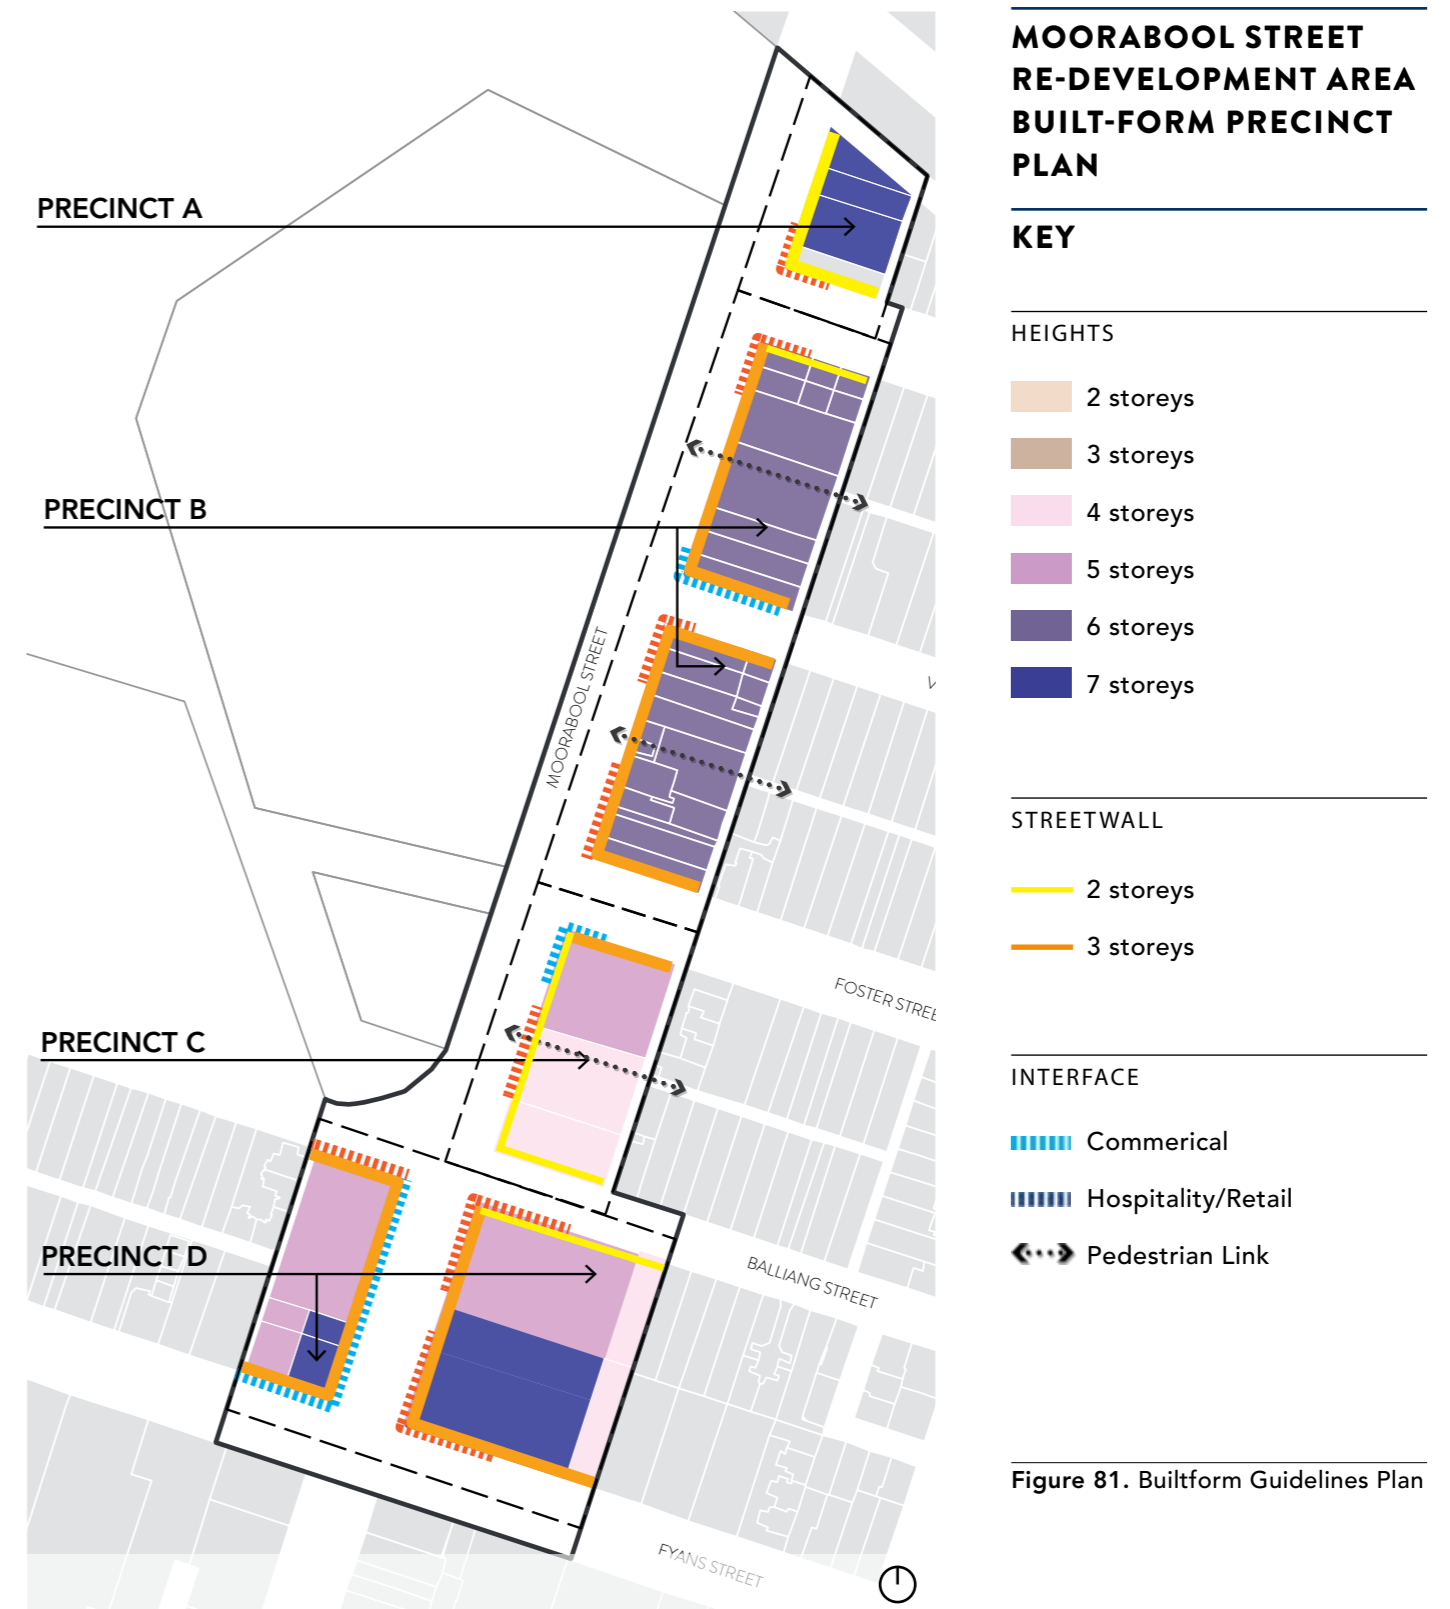 MOORABOOL STREET
RE-DEVELOPMENT AREA
BUILT-FORM PRECINCT
PLAN
KEY
HEIGHTS
2 storeys
3 storeys
4 storeys
5 storeys
6 storeys
7 storeys
STREETWALL
2 storeys
3 storeys
INTERFACE
Commerical
Hospitality/Retail
Pedestrian Link
Figure 81. Builtform Guidelines Plan
PRECINCT A
PRECINCT B
MOORABOOL STREET
V
FOSTER STREE
PRECINCT C
PRECINCT D
BALLIANG STREET
FYANS STREET